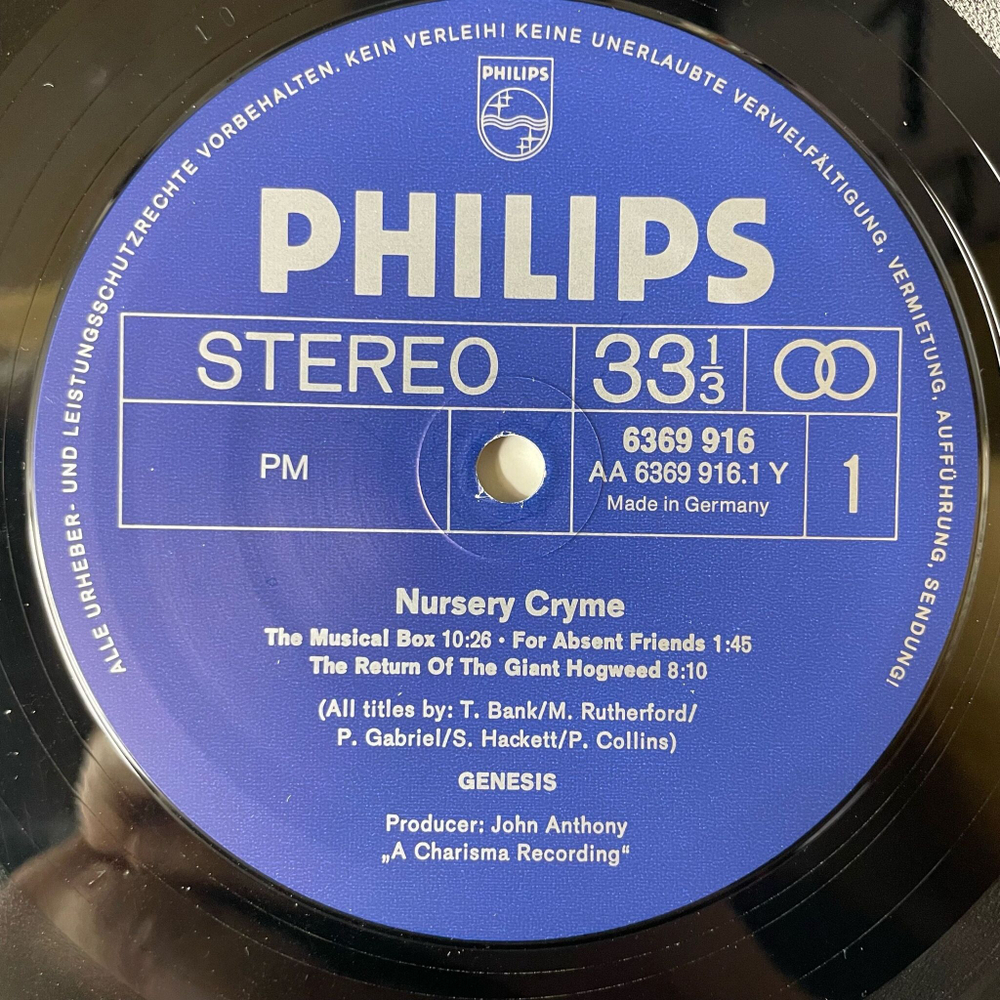 ALLE URHEBER- UND LEISTUNGSSCHUTZRECHTE VORBEHALTEN. KEIN VERLEIH! KEINE UNERLAUBTE VERVIELFÄLTIGUNG, VERMIETUNG, AUFFÜHRUNG, SENDUNG!
PHILIPS
PHILIPS
STEREO 33 1/3
PM
6369 916
AA 6369 916.1 Y
Made in Germany
1
Nursery Cryme
The Musical Box 10:26 • For Absent Friends 1:45
The Return Of The Giant Hogweed 8:10
(All titles by: T. Bank/M. Rutherford/
P. Gabriel/S. Hackett/P. Collins)
GENESIS
Producer: John Anthony
„A Charisma Recording“